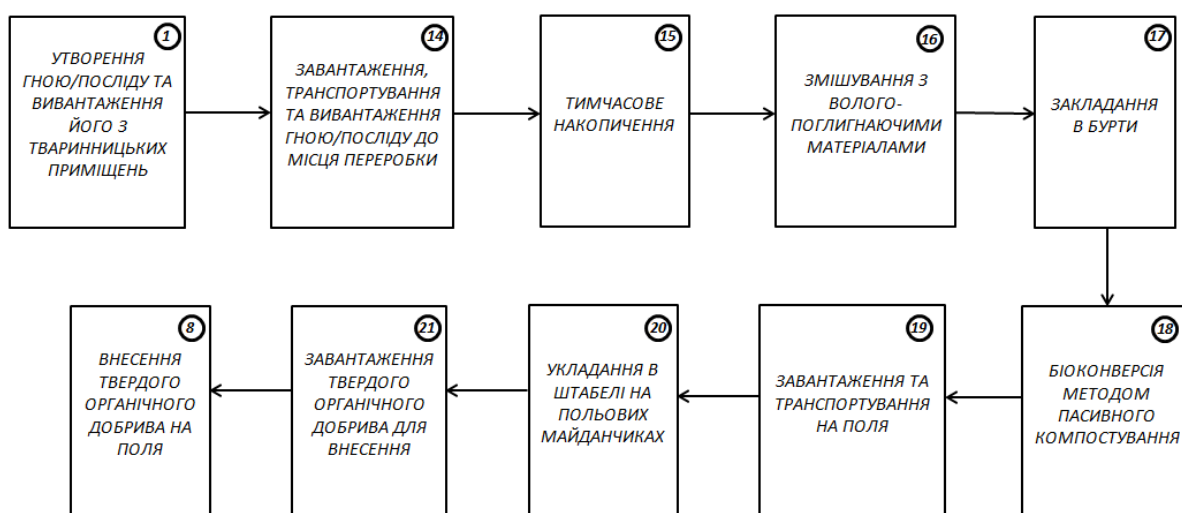 1
УТВОРЕННЯ
ГНОЮ/ПОСЛІДУ ТА
ВИВАНТАЖЕННЯ
ЙОГО З
ТВАРИННИЦЬКИХ
ПРИМІЩЕНЬ
14
ЗАВАНТАЖЕННЯ,
ТРАНСПОРТУВАННЯ
ТА ВИВАНТАЖЕННЯ
ГНОЮ/ПОСЛІДУ ДО
МІСЦЯ ПЕРЕРОБКИ
15
ТИМЧАСОВЕ
НАКОПИЧЕННЯ
16
ЗМІШУВАННЯ З
ВОЛОГО-
ПОГЛИГНАЮЧИМИ
МАТЕРІАЛАМИ
17
ЗАКЛАДАННЯ
В БУРТИ
18
БІОКОНВЕРСІЯ
МЕТОДОМ
ПАСИВНОГО
КОМПОСТУВАННЯ
19
ЗАВАНТАЖЕННЯ ТА
ТРАНСПОРТУВАННЯ
НА ПОЛЯ
20
УКЛАДАННЯ В
ШТАБЕЛІ НА
ПОЛЬОВИХ
МАЙДАНЧИКАХ
21
ЗАВАНТАЖЕННЯ
ТВЕРДОГО
ОРГАНІЧНОГО
ДОБРИВА ДЛЯ
ВНЕСЕННЯ
8
ВНЕСЕННЯ
ТВЕРДОГО
ОРГАНІЧНОГО
ДОБРИВА НА
ПОЛЯ